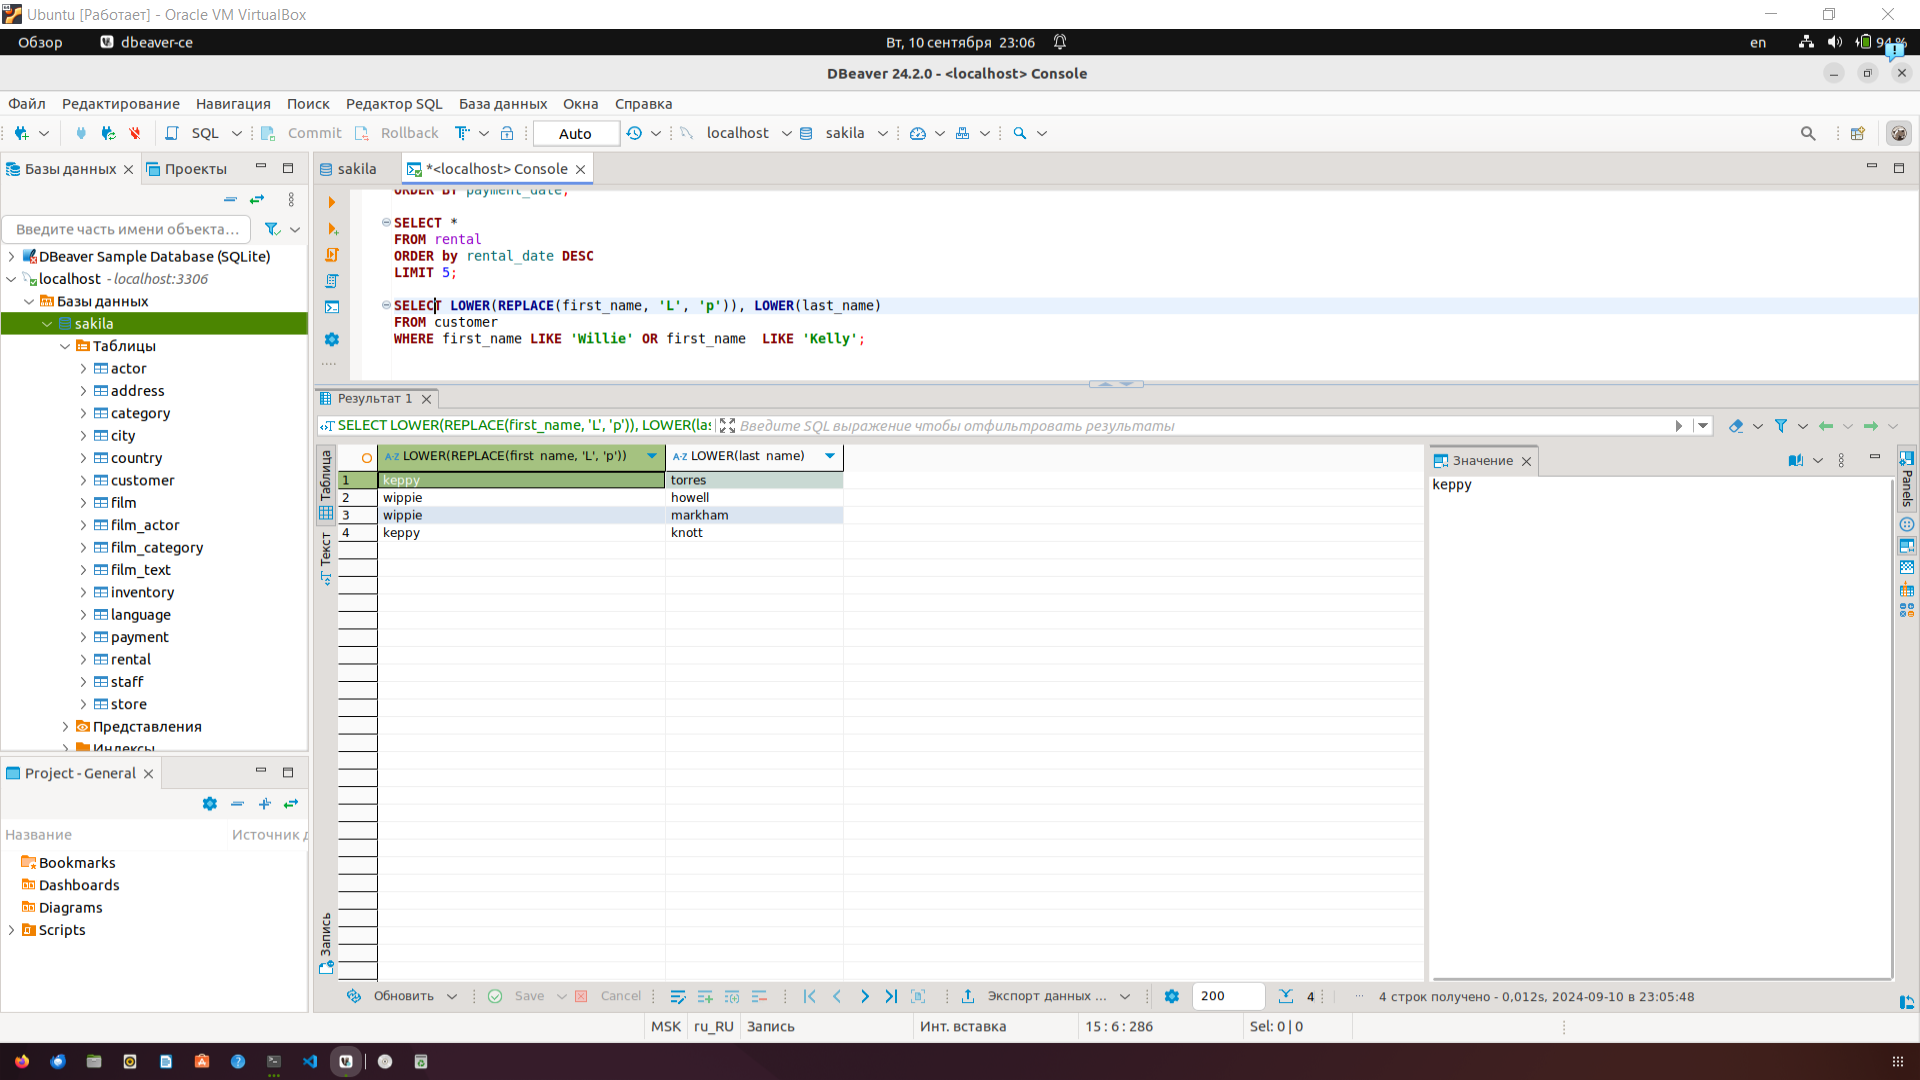 Ubuntu [Работает] - Oracle VM VirtualBox
Обзор dbeaver-ce Вт, 10 сентября 23:06 en 94 %
DBeaver 24.2.0 - <localhost> Console
Файл Редактирование Навигация Поиск Редактор SQL База данных Окна Справка
SQL Commit Rollback Auto localhost sakila
Базы данных Проекты
Введите часть имени объекта...
DBeaver Sample Database (SQLite)
localhost - localhost:3306
Базы данных
sakila
Таблицы
actor
address
category
city
country
customer
film
film_actor
film_category
film_text
inventory
language
payment
rental
staff
store
Представления
Индексы
Project - General
Название Источник д
Bookmarks
Dashboards
Diagrams
Scripts
sakila *<localhost> Console
ORDER BY payment_date;
SELECT *
FROM rental
ORDER by rental_date DESC
LIMIT 5;
SELECT LOWER(REPLACE(first_name, 'L', 'p')), LOWER(last_name)
FROM customer
WHERE first_name LIKE 'Willie' OR first_name  LIKE 'Kelly';
Результат 1
SELECT LOWER(REPLACE(first_name, 'L', 'p')), LOWER(las Введите SQL выражение чтобы отфильтровать результаты
Таблица
Текст
Запись
A-Z LOWER(REPLACE(first_name, 'L', 'p')) A-Z LOWER(last_name)
1 keppy torres
2 wippie howell
3 wippie markham
4 keppy knott
Значение
keppy
Panels
Обновить Save Cancel Экспорт данных ... 200 4 4 строк получено - 0,012s, 2024-09-10 в 23:05:48
MSK ru_RU Запись Инт. вставка 15 : 6 : 286 Sel: 0 | 0